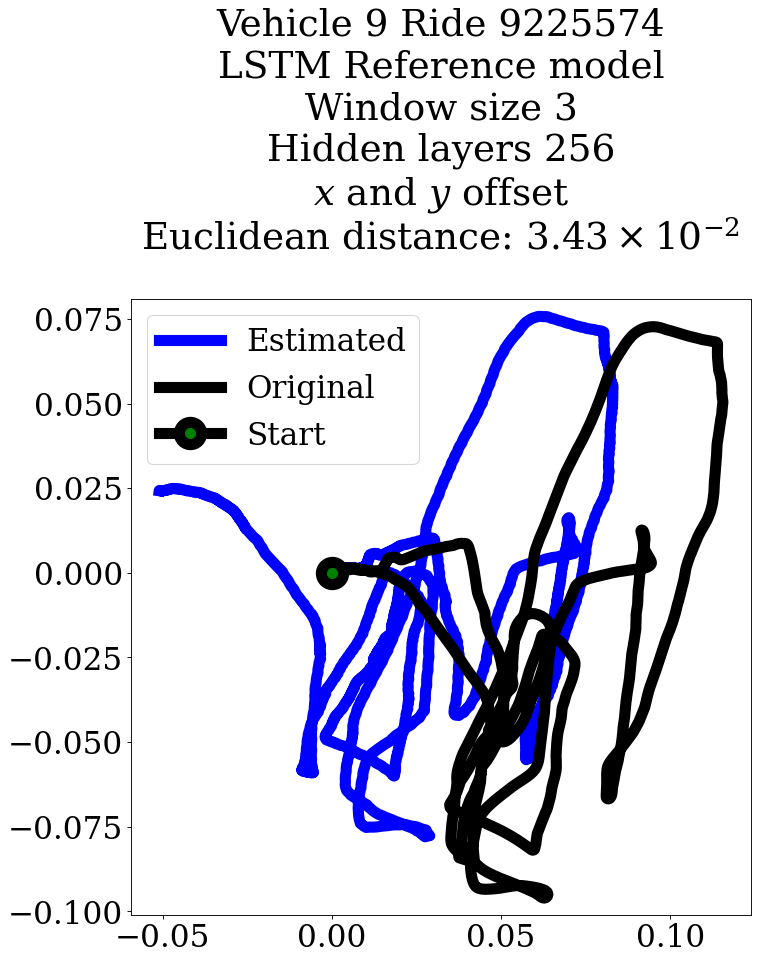 Vehicle 9 Ride 9225574
LSTM Reference model
Window size 3
Hidden layers 256
x and y offset
Euclidean distance: 3.43 × 10⁻²
Estimated
Original
Start
0.075
0.050
0.025
0.000
−0.025
−0.050
−0.075
−0.100
−0.05 0.00 0.05 0.10